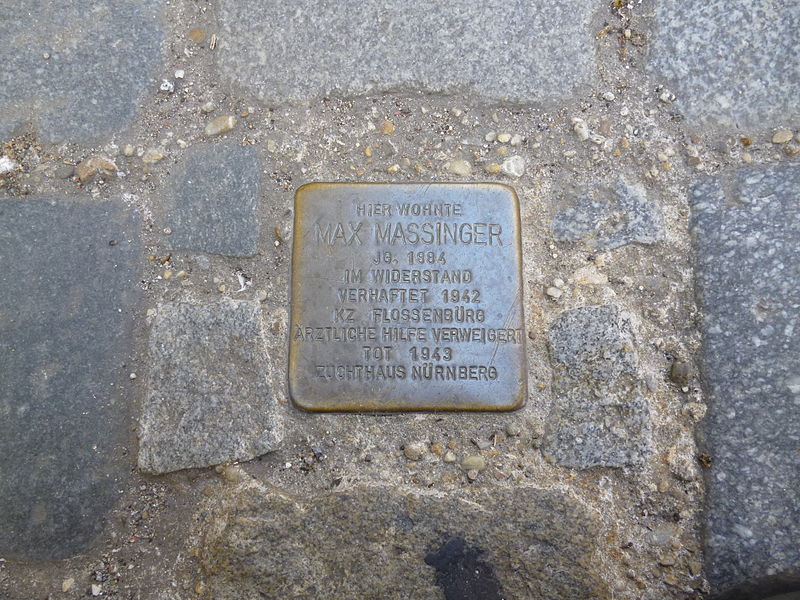 HIER WOHNTE
MAX MASSINGER
JG. 1884
IM WIDERSTAND
VERHAFTET 1942
KZ FLOSSENBÜRG
ÄRZTLICHE HILFE VERWEIGERT
TOT 1943
ZUCHTHAUS NÜRNBERG